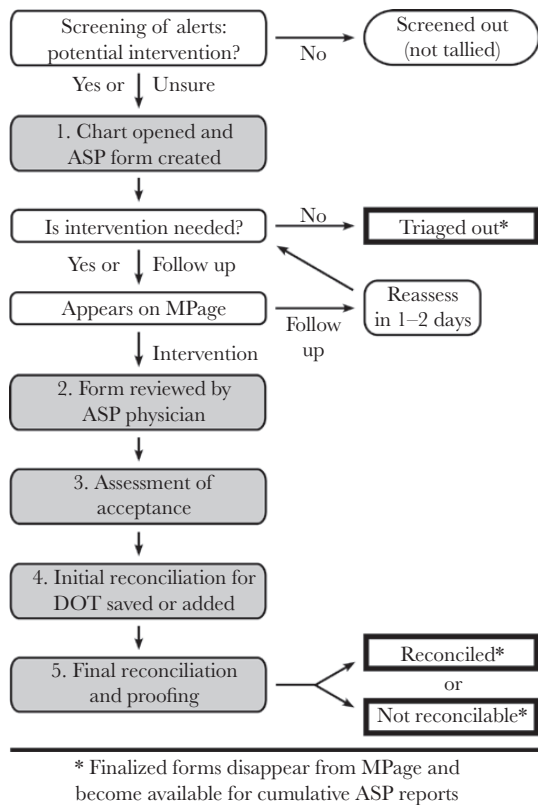 Screening of alerts:
potential intervention?
No
Screened out
(not tallied)
Yes or
Unsure
1. Chart opened and
ASP form created
Is intervention needed?
No
Triaged out*
Yes or
Follow up
Appears on MPage
Follow
up
Reassess
in 1–2 days
Intervention
2. Form reviewed by
ASP physician
3. Assessment of
acceptance
4. Initial reconciliation for
DOT saved or added
5. Final reconciliation
and proofing
Reconciled*
or
Not reconcilable*
* Finalized forms disappear from MPage and
become available for cumulative ASP reports